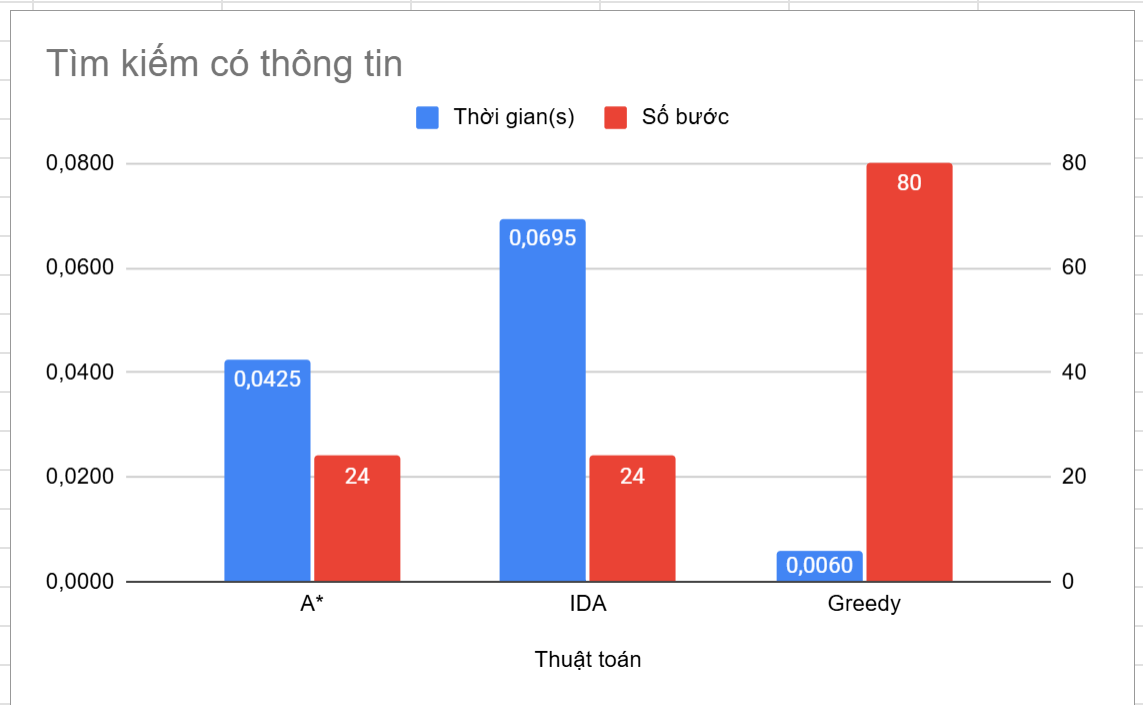 Tìm kiếm có thông tin
Thời gian(s) Số bước
0,0800 80
80
0,0695
0,0600 60
0,0400 40
0,0425
0,0200 24 24 20
0,0060
0,0000 0
A* IDA Greedy
Thuật toán